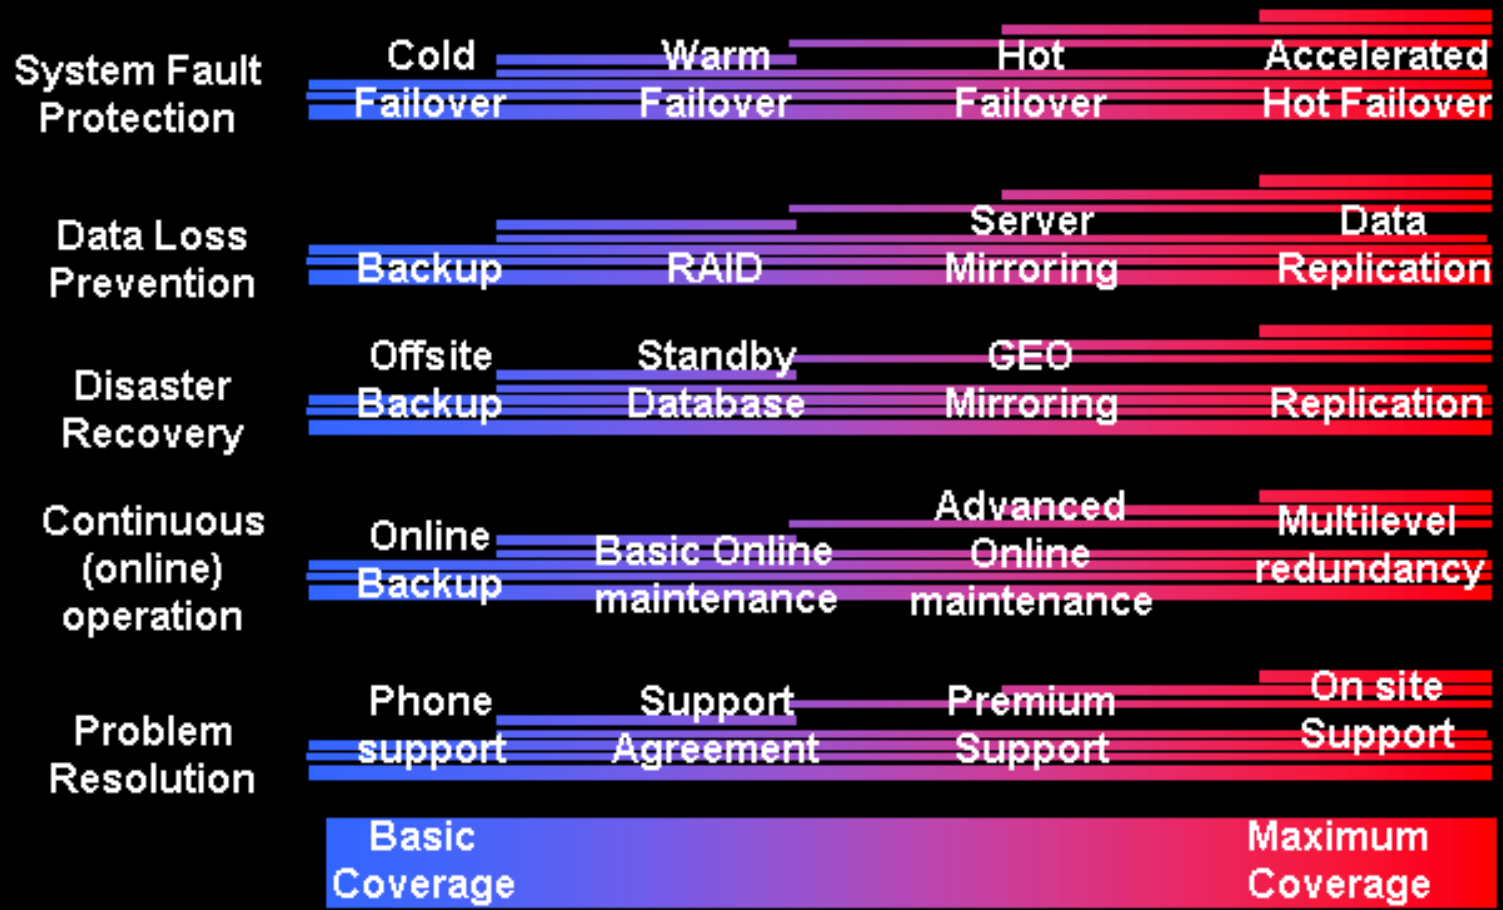 System Fault
Protection
Cold
Failover
Warm
Failover
Hot
Failover
Accelerated
Hot Failover
Data Loss
Prevention
Backup
RAID
Server
Mirroring
Data
Replication
Disaster
Recovery
Offsite
Backup
Standby
Database
GEO
Mirroring
Replication
Continuous
(online)
operation
Online
Backup
Basic Online
maintenance
Advanced
Online
maintenance
Multilevel
redundancy
Problem
Resolution
Phone
support
Support
Agreement
Premium
Support
On site
Support
Basic
Coverage
Maximum
Coverage